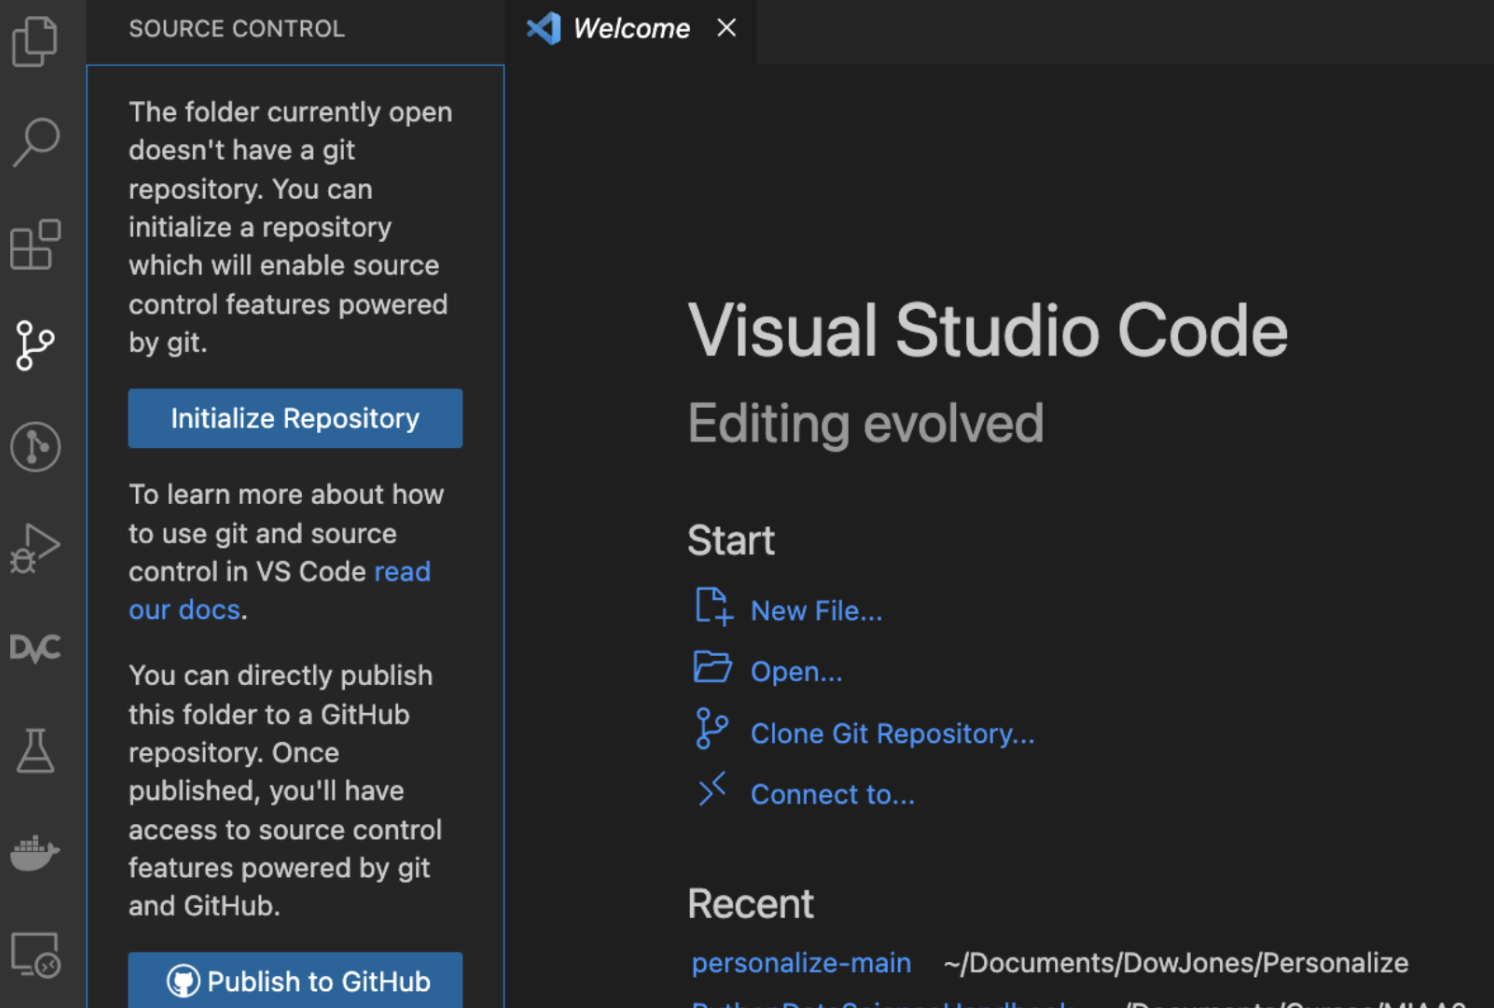 SOURCE CONTROL
Welcome
The folder currently open
doesn't have a git
repository. You can
initialize a repository
which will enable source
control features powered
by git.
Initialize Repository
To learn more about how
to use git and source
control in VS Code read
our docs.
You can directly publish
this folder to a GitHub
repository. Once
published, you'll have
access to source control
features powered by git
and GitHub.
Publish to GitHub
DVC
Visual Studio Code
Editing evolved
Start
New File...
Open...
Clone Git Repository...
Connect to...
Recent
personalize-main ~/Documents/DowJones/Personalize